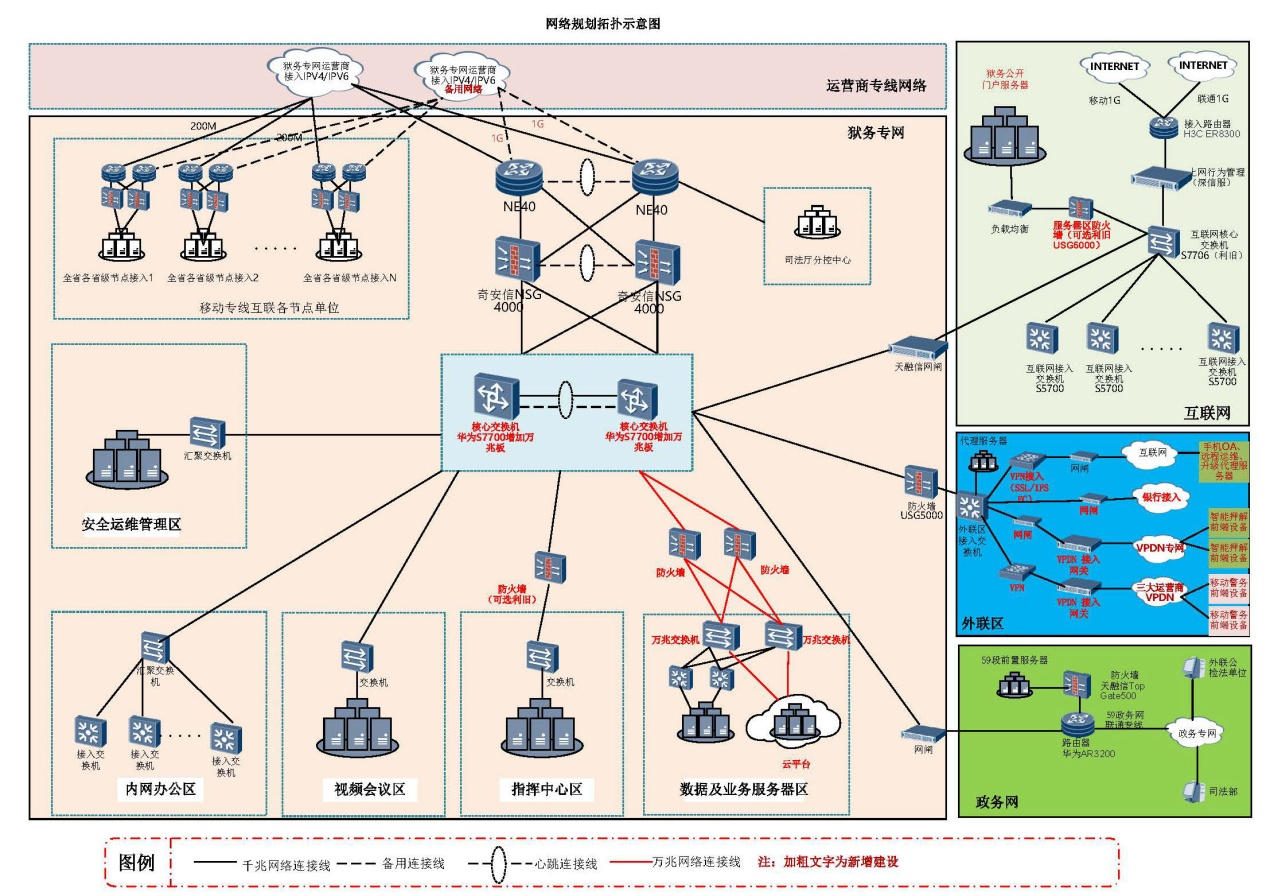 网络规划拓扑示意图
狱务专网运营商
接入IPV4/IPV6
狱务专网运营商
接入IPV4/IPV6
备用网络
运营商专线网络
狱务专网
200M
200M
1G
1G
NE40
NE40
全省各省级节点接入1
全省各省级节点接入2
· · · · ·
全省各省级节点接入N
移动专线互联各节点单位
奇安信NSG
4000
奇安信NSG
4000
司法厅分控中心
核心交换机
华为S7700增加万
兆板
核心交换机
华为S7700增加万
兆板
汇聚交换机
安全运维管理区
天融信网闸
防火墙
USG5000
网闸
汇聚交换
机
接入交
换机
接入交
换机
· · · · ·
接入交
换机
内网办公区
交换机
视频会议区
防火墙
(可选利旧)
交换机
指挥中心区
防火墙
防火墙
万兆交换机
万兆交换机
云平台
数据及业务服务器区
狱务公开
门户服务器
INTERNET
INTERNET
移动1G
联通1G
接入路由器
H3C ER8300
上网行为管理
(深信服)
负载均衡
服务器区防火
墙(可选利旧
USG6000)
互联网核心
交换机
S7706(利旧)
互联网接入
交换机
S5700
互联网接入
交换机
S5700
· · · · ·
互联网接入
交换机
S5700
互联网
代理服务器
VPN接入
(SSL/IPS
EC)
网闸
互联网
手机OA、
远程运维、
升级代理服
务器
网闸
银行接入
外联区
接入交
换机
网闸
VPDN 接入
网关
VPDN专网
智能押解
前端设备
智能押解
前端设备
VPN
VPDN 接入
网关
三大运营商
VPDN
移动警务
前端设备
移动警务
前端设备
外联区
59段前置服务器
防火墙
天融信Top
Gate500
外联公
检法单位
59政务网
联通专线
路由器
华为AR3200
政务专网
司法部
政务网
图例
千兆网络连接线
备用连接线
心跳连接线
万兆网络连接线
注：加粗文字为新增建设